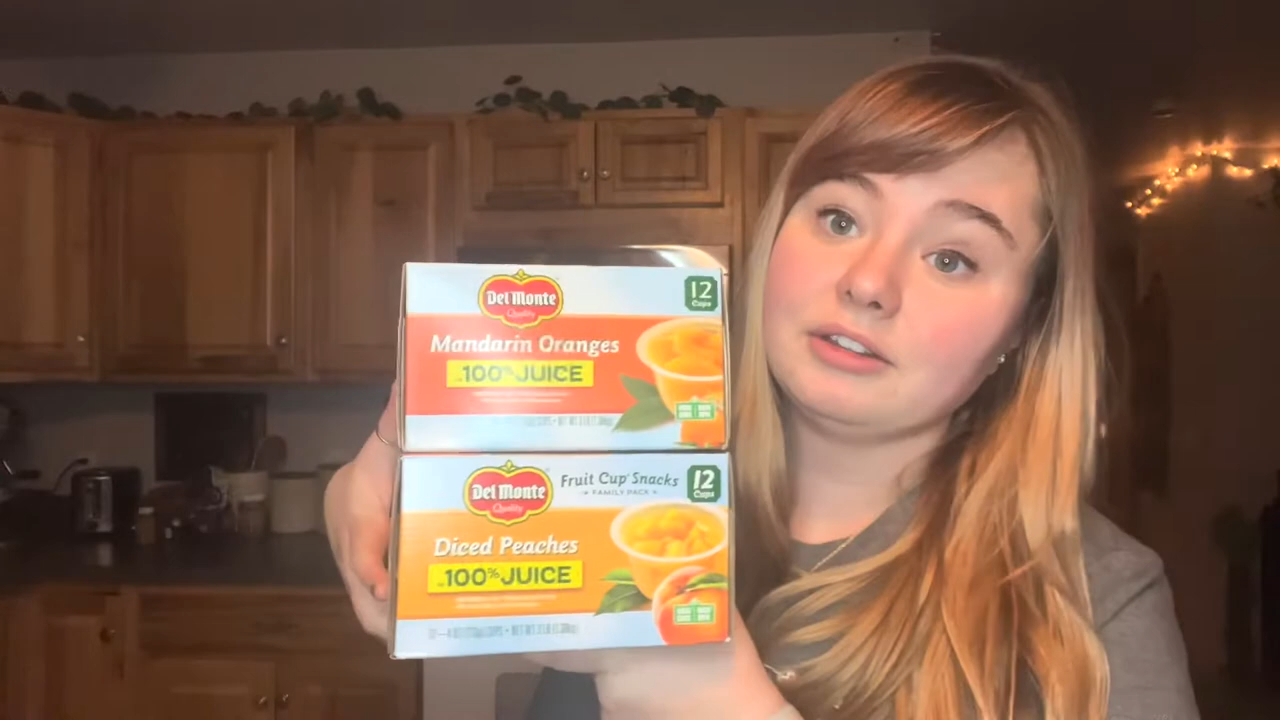 Del Monte
Quality
12
Cups
Mandarin Oranges
IN 100% JUICE
Del Monte
Quality
Fruit Cup Snacks
FAMILY PACK
12
Cups
Diced Peaches
IN 100% JUICE